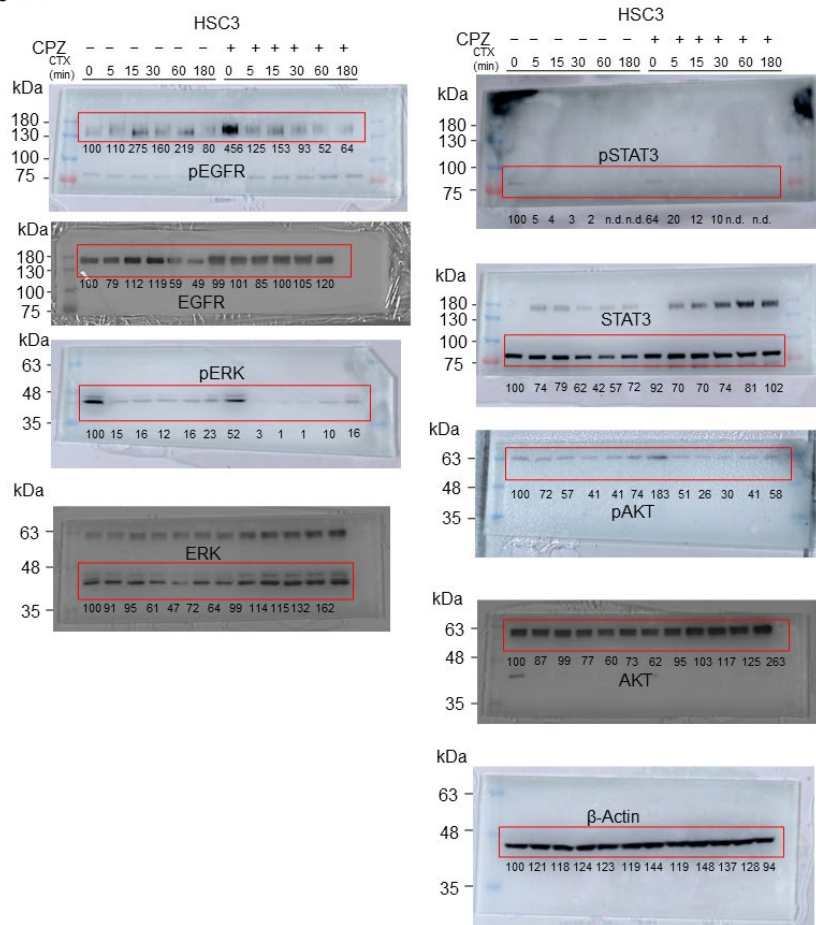 HSC3
CPZ – – – – – – + + + + + +
CTX (min) 0 5 15 30 60 180 0 5 15 30 60 180
kDa
180
130
100
75
100 110 275 160 219 80 456 125 153 93 52 64
pEGFR
kDa
180
130
100
75
100 79 112 119 59 49 99 101 85 100 105 120
EGFR
63
48
35
pERK
100 15 16 12 16 23 52 3 1 1 10 16
kDa
63
48
35
ERK
100 91 95 61 47 72 64 99 114 115 132 162
HSC3
CPZ – – – – – – + + + + + +
CTX (min) 0 5 15 30 60 180 0 5 15 30 60 180
kDa
180
130
100
75
pSTAT3
100 5 4 3 2 n.d. n.d. 64 20 12 10 n.d. n.d.
180
130
100
75
STAT3
100 74 79 62 42 57 72 92 70 70 74 81 102
kDa
63
48
35
100 72 57 41 41 74 183 51 26 30 41 58
pAKT
kDa
63
48
35
100 87 99 77 60 73 62 95 103 117 125 263
AKT
kDa
63
48
35
β-Actin
100 121 118 124 123 119 144 119 148 137 128 94